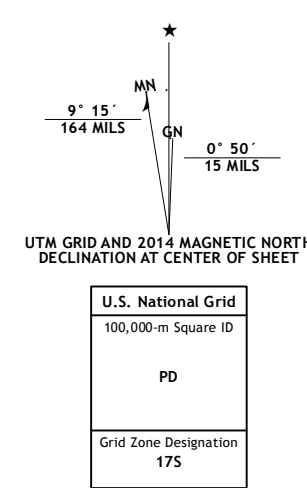 MN
GN
9° 15´
164 MILS
0° 50´
15 MILS
UTM GRID AND 2014 MAGNETIC NORTH
DECLINATION AT CENTER OF SHEET
U.S. National Grid
100,000-m Square ID
PD
Grid Zone Designation
17S